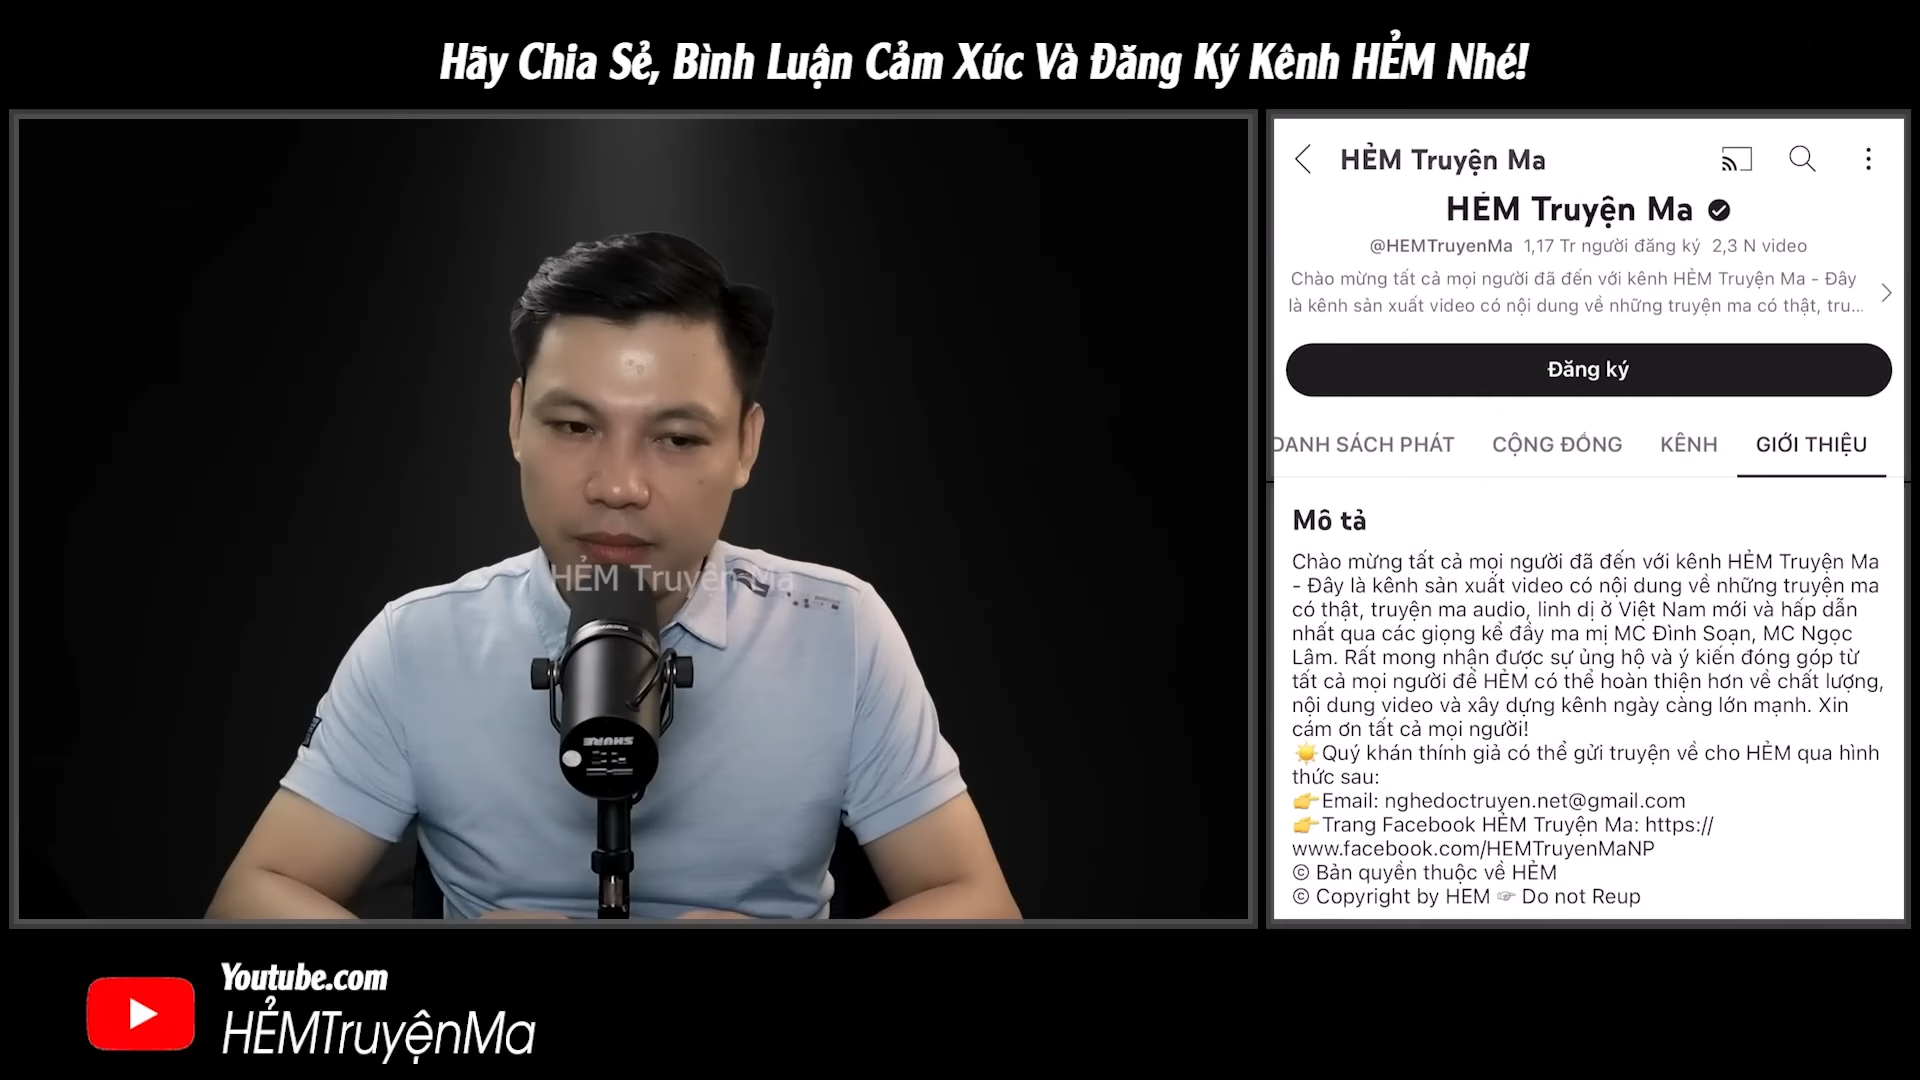 Hãy Chia Sẻ, Bình Luận Cảm Xúc Và Đăng Ký Kênh HẺM Nhé!
HẺM Truyện Ma
HẺM Truyện Ma
@HEMTruyenMa 1,17 Tr người đăng ký 2,3 N video
Chào mừng tất cả mọi người đã đến với kênh HẺM Truyện Ma - Đây
là kênh sản xuất video có nội dung về những truyện ma có thật, tru...
Đăng ký
DANH SÁCH PHÁT CỘNG ĐỒNG KÊNH GIỚI THIỆU
Mô tả
Chào mừng tất cả mọi người đã đến với kênh HẺM Truyện Ma
- Đây là kênh sản xuất video có nội dung về những truyện ma
có thật, truyện ma audio, linh dị ở Việt Nam mới và hấp dẫn
nhất qua các giọng kể đầy ma mị MC Đình Soạn, MC Ngọc
Lâm. Rất mong nhận được sự ủng hộ và ý kiến đóng góp từ
tất cả mọi người để HẺM có thể hoàn thiện hơn về chất lượng,
nội dung video và xây dựng kênh ngày càng lớn mạnh. Xin
cám ơn tất cả mọi người!
☀️Quý khán thính giả có thể gửi truyện về cho HẺM qua hình
thức sau:
👉Email: nghedoctruyen.net@gmail.com
👉Trang Facebook HẺM Truyện Ma: https://
www.facebook.com/HEMTruyenMaNP
© Bản quyền thuộc về HẺM
© Copyright by HEM ☞ Do not Reup
HẺM Truyện Ma
SHURE
Youtube.com
HẺMTruyệnMa